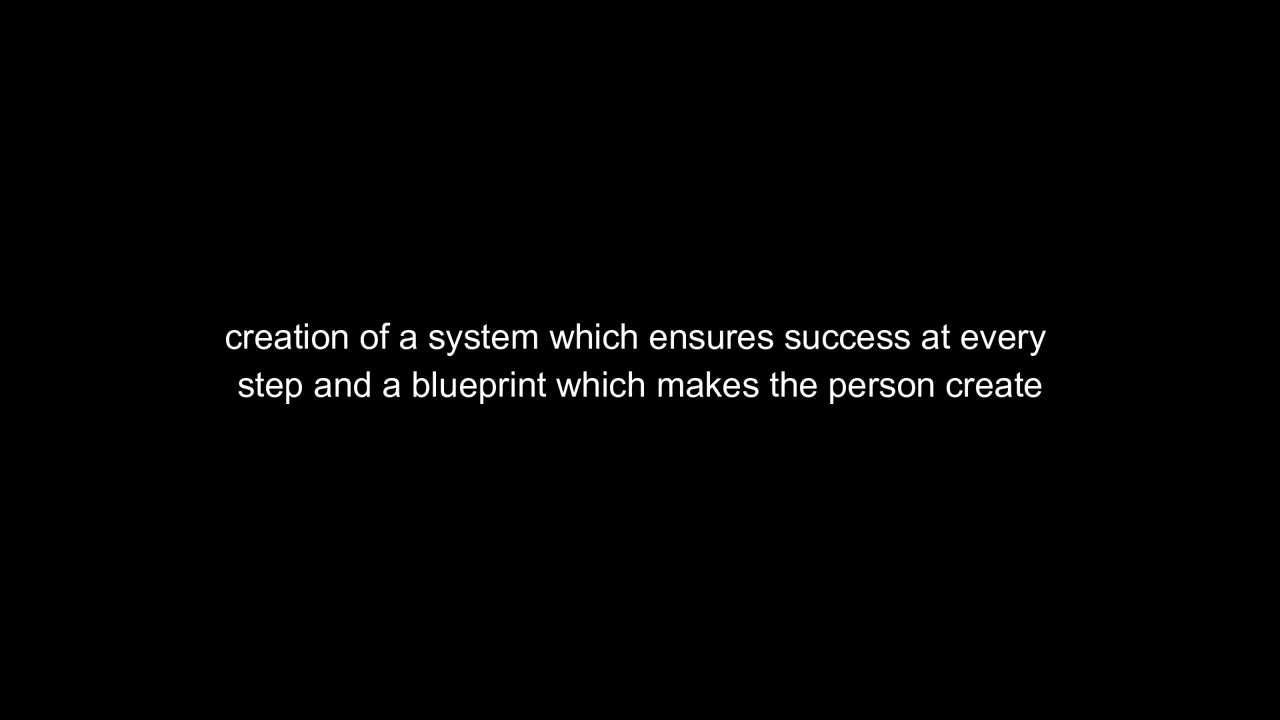 creation of a system which ensures success at every
step and a blueprint which makes the person create